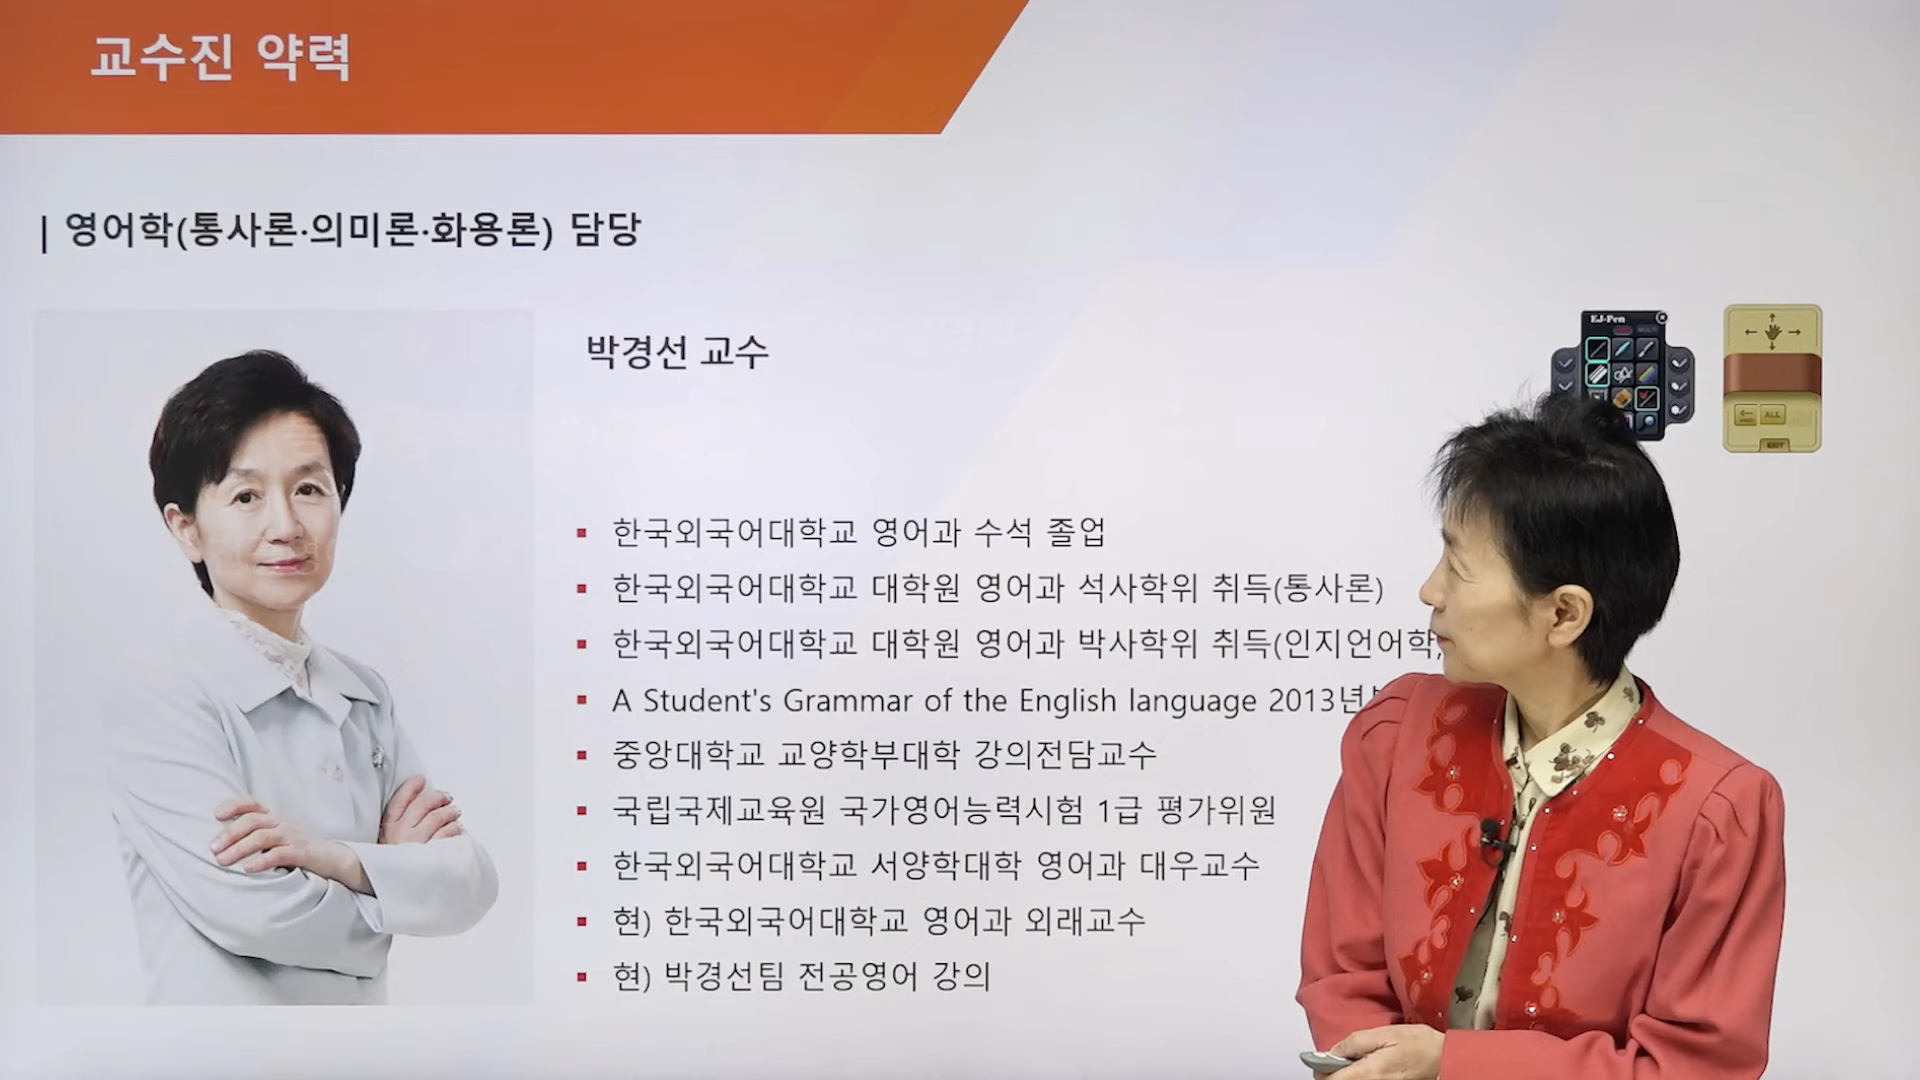 교수진 약력
| 영어학(통사론·의미론·화용론) 담당
박경선 교수
▪ 한국외국어대학교 영어과 수석 졸업
▪ 한국외국어대학교 대학원 영어과 석사학위 취득(통사론)
▪ 한국외국어대학교 대학원 영어과 박사학위 취득(인지언어학)
▪ A Student's Grammar of the English language 2013년
▪ 중앙대학교 교양학부대학 강의전담교수
▪ 국립국제교육원 국가영어능력시험 1급 평가위원
▪ 한국외국어대학교 서양학대학 영어과 대우교수
▪ 현) 한국외국어대학교 영어과 외래교수
▪ 현) 박경선팀 전공영어 강의
EJ-Pen
ALL
EXIT